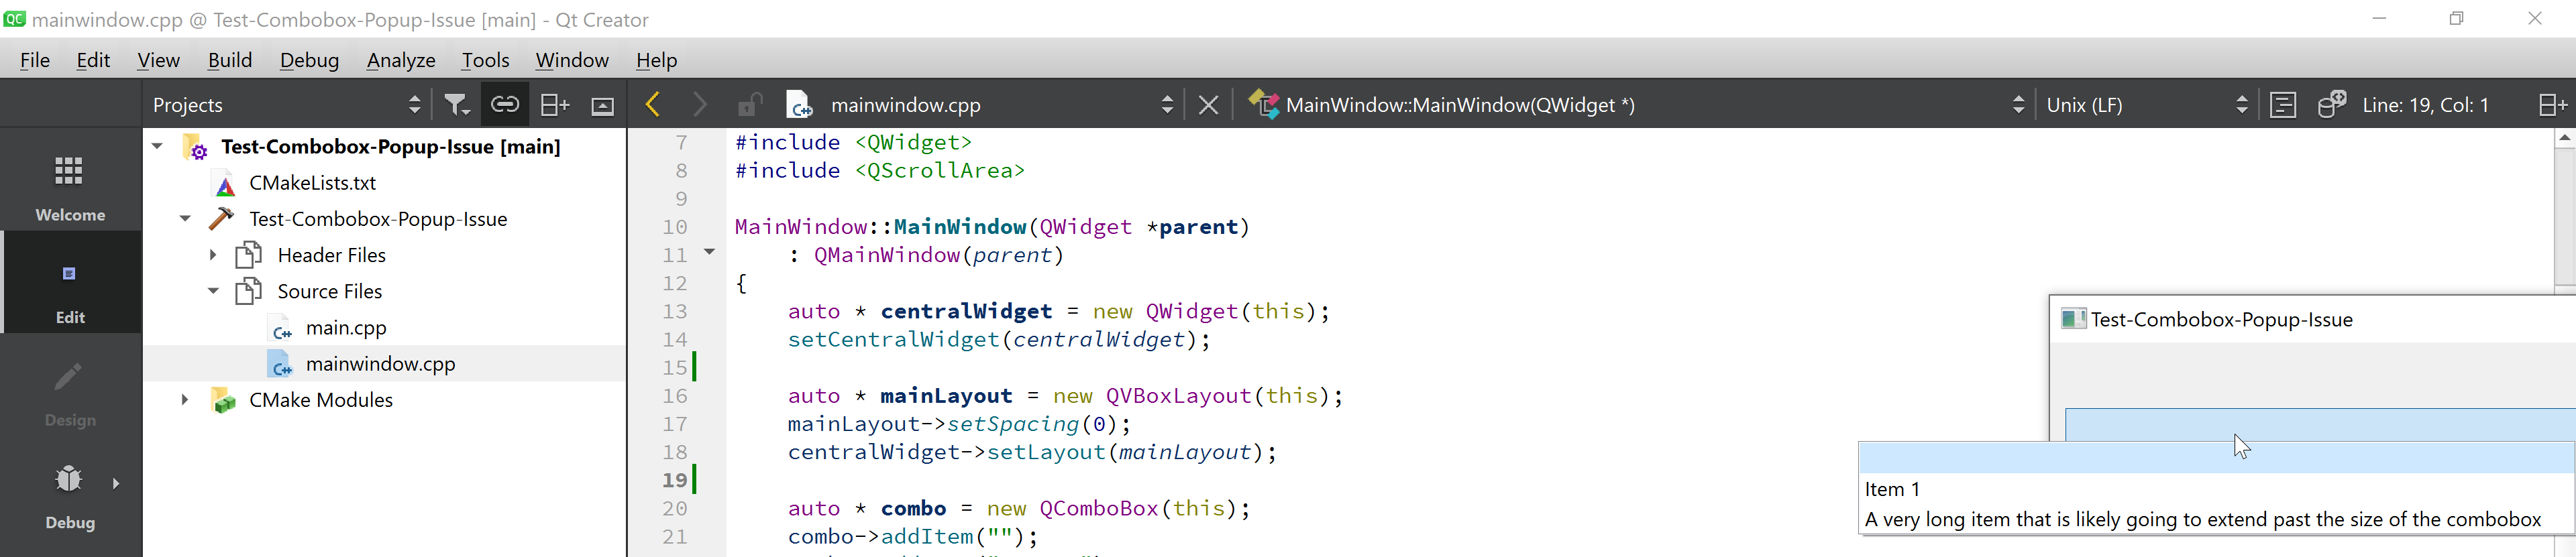 QC mainwindow.cpp @ Test-Combobox-Popup-Issue [main] - Qt Creator
File Edit View Build Debug Analyze Tools Window Help
Projects mainwindow.cpp MainWindow::MainWindow(QWidget *) Unix (LF) Line: 19, Col: 1
Welcome
Edit
Design
Debug
Test-Combobox-Popup-Issue [main]
CMakeLists.txt
Test-Combobox-Popup-Issue
Header Files
Source Files
C++ main.cpp
C++ mainwindow.cpp
CMake Modules
7 #include <QWidget>
8 #include <QScrollArea>
9
10 MainWindow::MainWindow(QWidget *parent)
11 : QMainWindow(parent)
12 {
13 auto * centralWidget = new QWidget(this);
14 setCentralWidget(centralWidget);
15
16 auto * mainLayout = new QVBoxLayout(this);
17 mainLayout->setSpacing(0);
18 centralWidget->setLayout(mainLayout);
19
20 auto * combo = new QComboBox(this);
21 combo->addItem("");
Test-Combobox-Popup-Issue
Item 1
A very long item that is likely going to extend past the size of the combobox